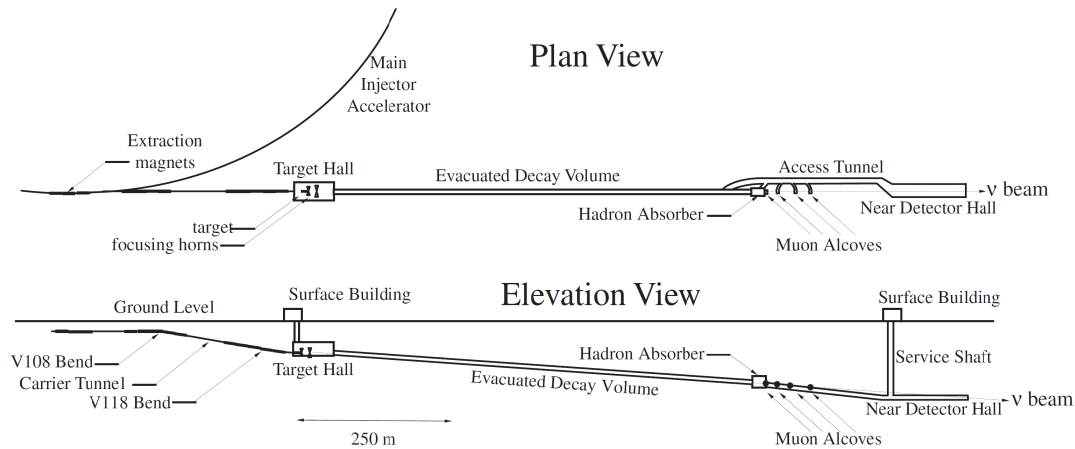 Plan View
Main
Injector
Accelerator
Extraction
magnets
Target Hall
Evacuated Decay Volume
Access Tunnel
ν beam
Hadron Absorber
Near Detector Hall
target
focusing horns
Muon Alcoves
Elevation View
Surface Building
Surface Building
Ground Level
V108 Bend
Carrier Tunnel
V118 Bend
Target Hall
Hadron Absorber
Service Shaft
Evacuated Decay Volume
Near Detector Hall
ν beam
250 m
Muon Alcoves